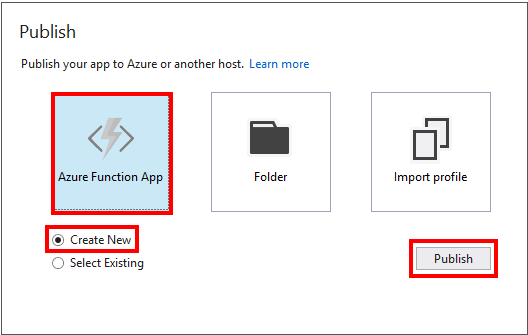 Publish
Publish your app to Azure or another host. Learn more
Azure Function App
Folder
Import profile
Create New
Select Existing
Publish